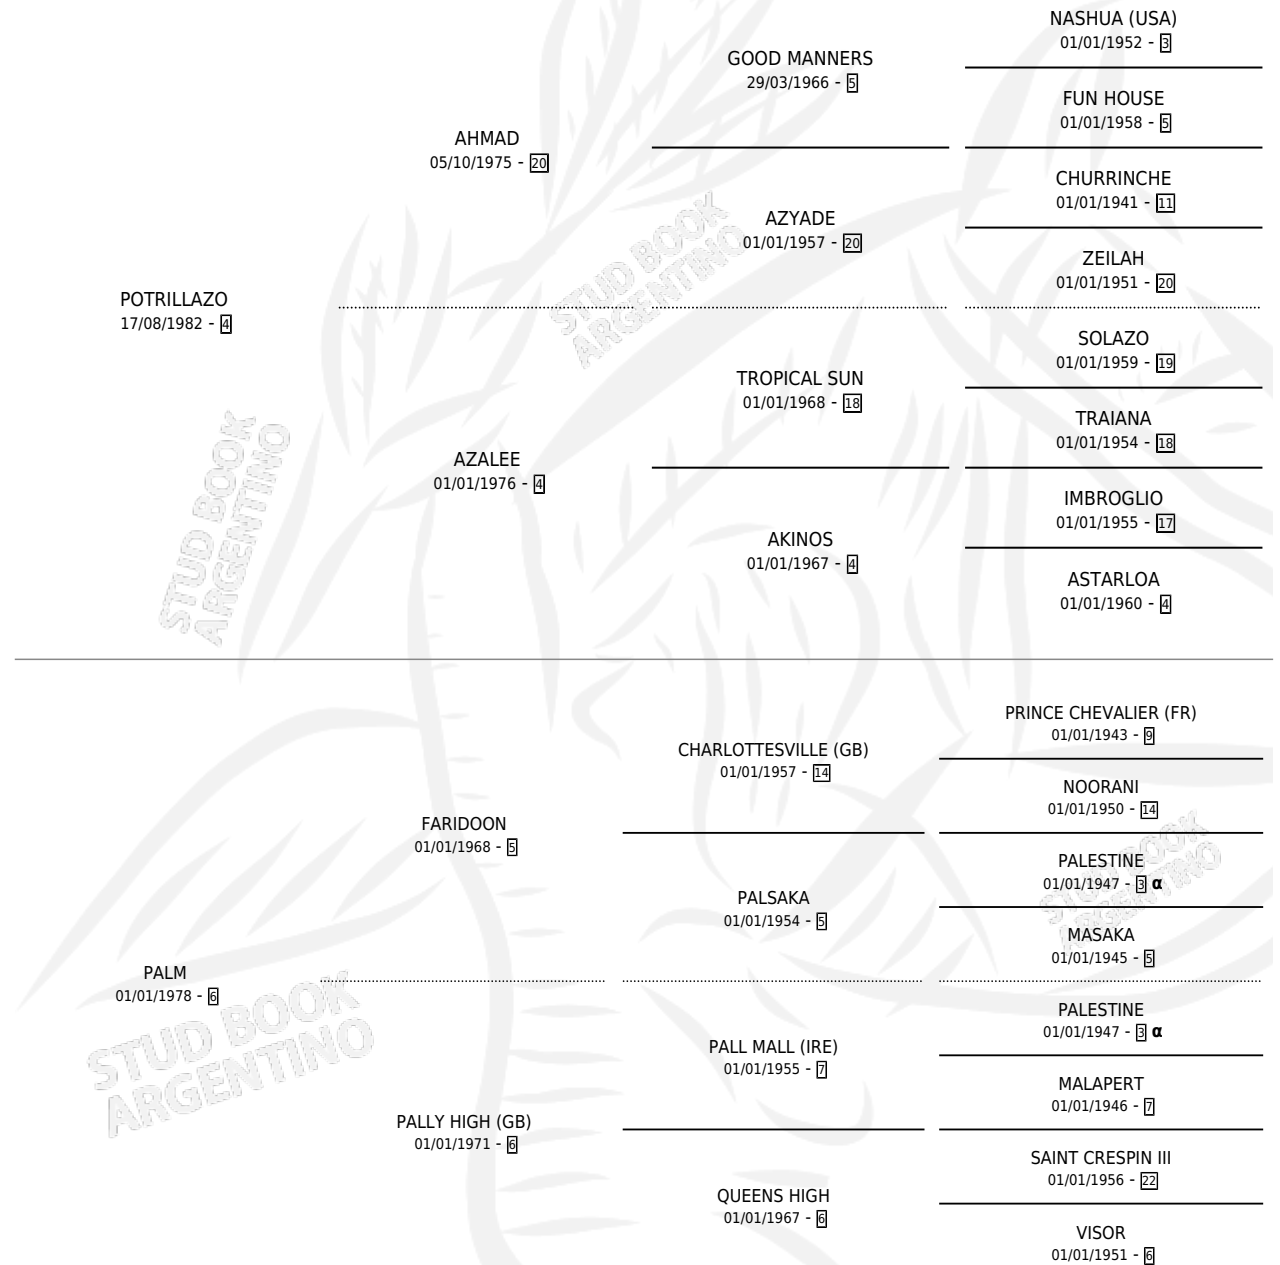 NASHUA (USA)
01/01/1952 - 3
GOOD MANNERS
29/03/1966 - 5
FUN HOUSE
01/01/1958 - 5
AHMAD
05/10/1975 - 20
CHURRINCHE
01/01/1941 - 11
AZYADE
01/01/1957 - 20
ZEILAH
01/01/1951 - 20
POTRILLAZO
17/08/1982 - 4
SOLAZO
01/01/1959 - 19
TROPICAL SUN
01/01/1968 - 18
TRAIANA
01/01/1954 - 18
AZALEE
01/01/1976 - 4
IMBROGLIO
01/01/1955 - 17
AKINOS
01/01/1967 - 4
ASTARLOA
01/01/1960 - 4
STUD BOOK
ARGENTINO
STUD BOOK
ARGENTINO
PRINCE CHEVALIER (FR)
01/01/1943 - 9
CHARLOTTESVILLE (GB)
01/01/1957 - 14
NOORANI
01/01/1950 - 14
FARIDOON
01/01/1968 - 5
PALESTINE
01/01/1947 - 3 α
PALSAKA
01/01/1954 - 5
MASAKA
01/01/1945 - 5
PALM
01/01/1978 - 6
PALESTINE
01/01/1947 - 3 α
PALL MALL (IRE)
01/01/1955 - 7
MALAPERT
01/01/1946 - 7
PALLY HIGH (GB)
01/01/1971 - 6
SAINT CRESPIN III
01/01/1956 - 22
QUEENS HIGH
01/01/1967 - 6
VISOR
01/01/1951 - 6
STUD BOOK
ARGENTINO
STUD BOOK
ARGENTINO